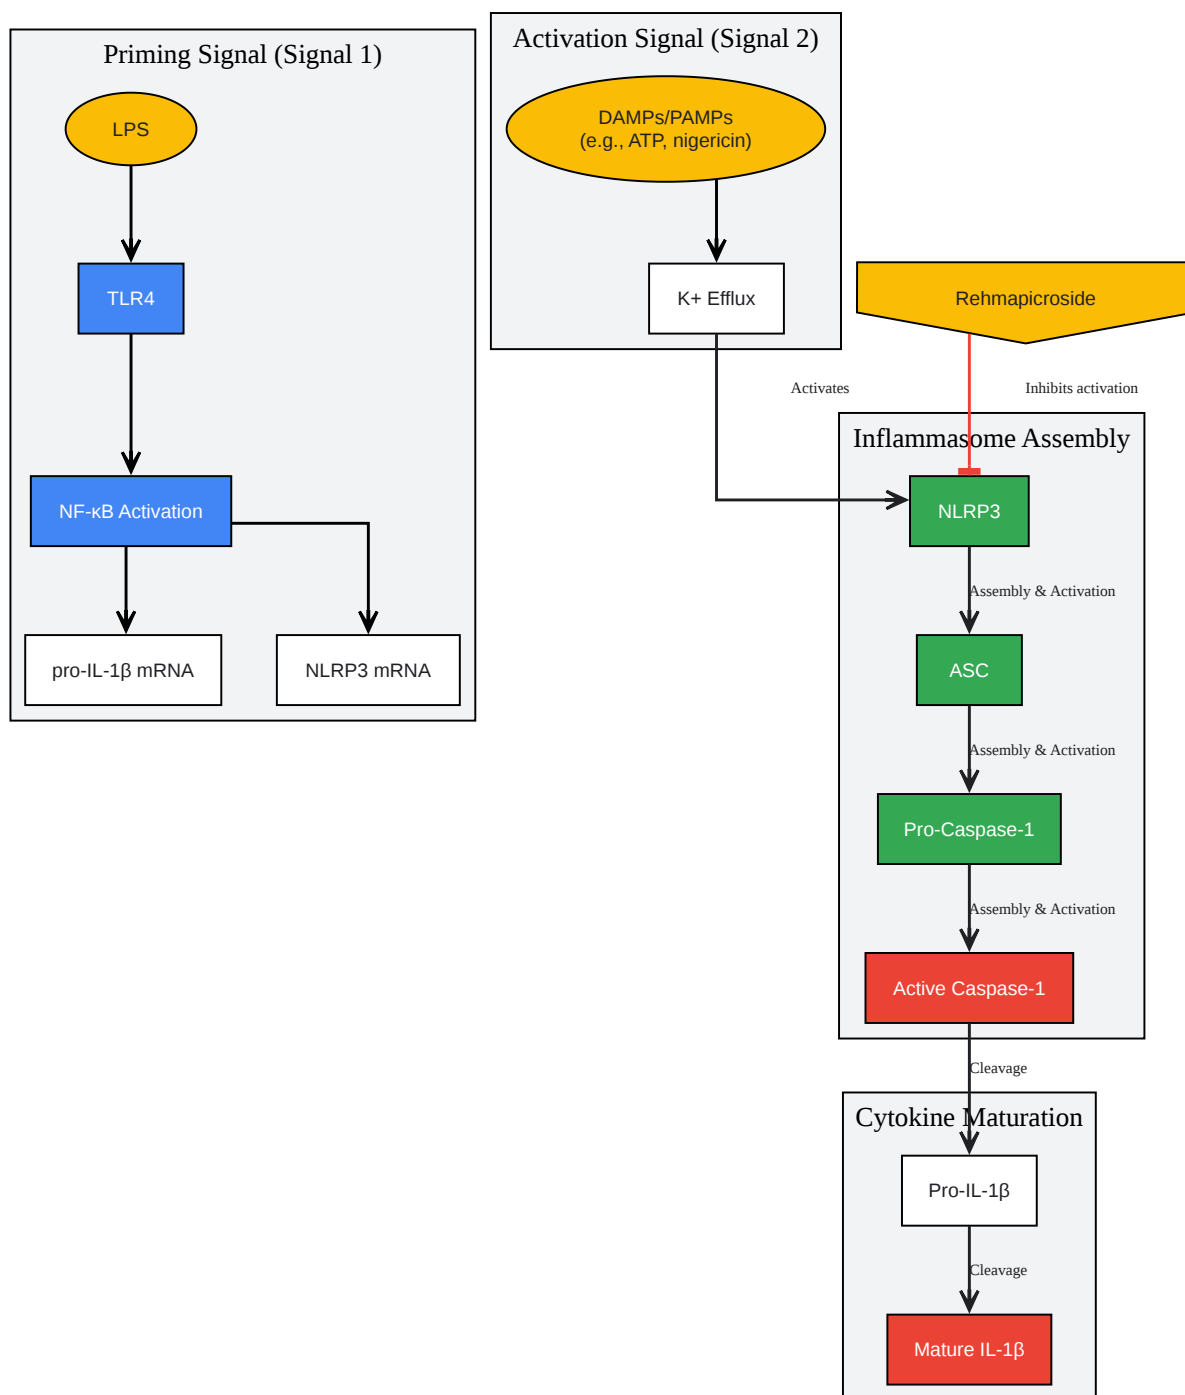 Priming Signal (Signal 1)
LPS
TLR4
NF-κB Activation
pro-IL-1β mRNA
NLRP3 mRNA
Activation Signal (Signal 2)
DAMPs/PAMPs
(e.g., ATP, nigericin)
K+ Efflux
Rehmapicroside
Activates
Inhibits activation
Inflammasome Assembly
NLRP3
Assembly & Activation
ASC
Assembly & Activation
Pro-Caspase-1
Assembly & Activation
Active Caspase-1
Cleavage
Cytokine Maturation
Pro-IL-1β
Cleavage
Mature IL-1β